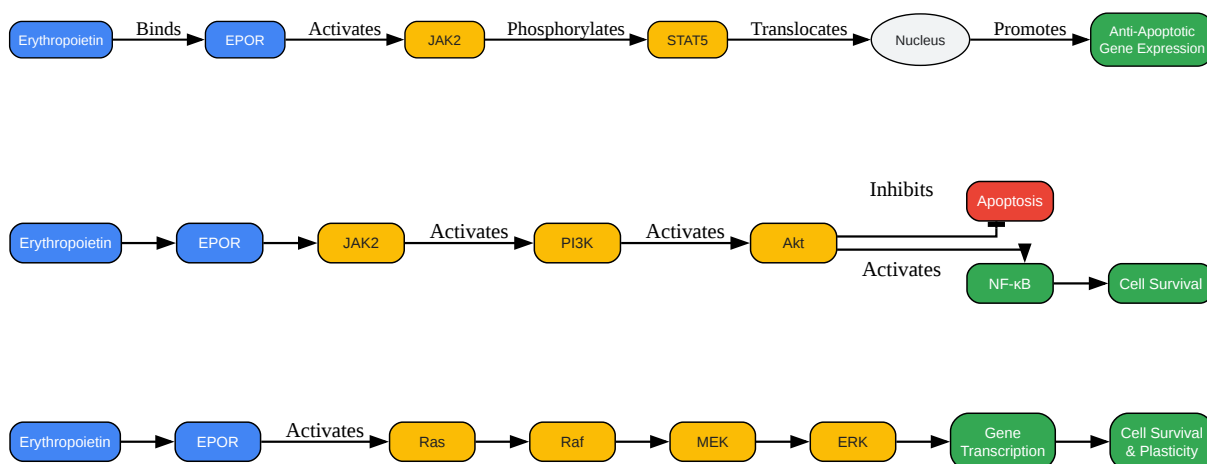 Erythropoietin
Binds
EPOR
Activates
JAK2
Phosphorylates
STAT5
Translocates
Nucleus
Promotes
Anti-Apoptotic
Gene Expression
Erythropoietin
EPOR
JAK2
Activates
PI3K
Activates
Akt
Inhibits
Apoptosis
Activates
NF-κB
Cell Survival
Erythropoietin
EPOR
Activates
Ras
Raf
MEK
ERK
Gene
Transcription
Cell Survival
& Plasticity